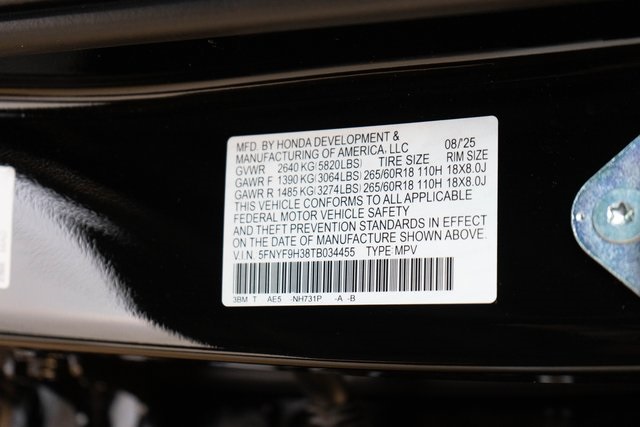 MFD. BY HONDA DEVELOPMENT & 08/'25
MANUFACTURING OF AMERICA, LLC
GVWR 2640 KG(5820LBS) TIRE SIZE RIM SIZE
GAWR F 1390 KG(3064LBS) 265/60R18 110H 18X8.0J
GAWR R 1485 KG(3274LBS) 265/60R18 110H 18X8.0J
THIS VEHICLE CONFORMS TO ALL APPLICABLE
FEDERAL MOTOR VEHICLE SAFETY
AND THEFT PREVENTION STANDARDS IN EFFECT
ON THE DATE OF MANUFACTURE SHOWN ABOVE.
V.I.N. 5FNYF9H38TB034455 TYPE:MPV
3BM T AE5 -NH731P -A -B